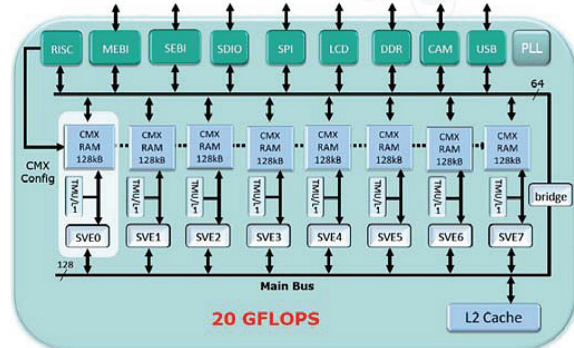 RISC MEBI SEBI SDIO SPI LCD DDR CAM USB PLL
64
CMX RAM 128kB
CMX RAM 128kB
CMX RAM 128kB
CMX RAM 128kB
CMX RAM 128kB
CMX RAM 128kB
CMX RAM 128kB
CMX RAM 128kB
CMX
Config
TMU/L1 TMU/L1 TMU/L1 TMU/L1 TMU/L1 TMU/L1 TMU/L1 TMU/L1
bridge
SVE0 SVE1 SVE2 SVE3 SVE4 SVE5 SVE6 SVE7
128
Main Bus
20 GFLOPS
L2 Cache